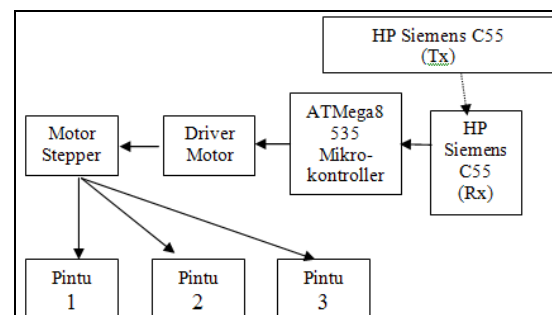 HP Siemens C55
(Tx)
Motor
Stepper
Driver
Motor
ATMega8
535
Mikro-
kontroller
HP
Siemens
C55
(Rx)
Pintu
1
Pintu
2
Pintu
3